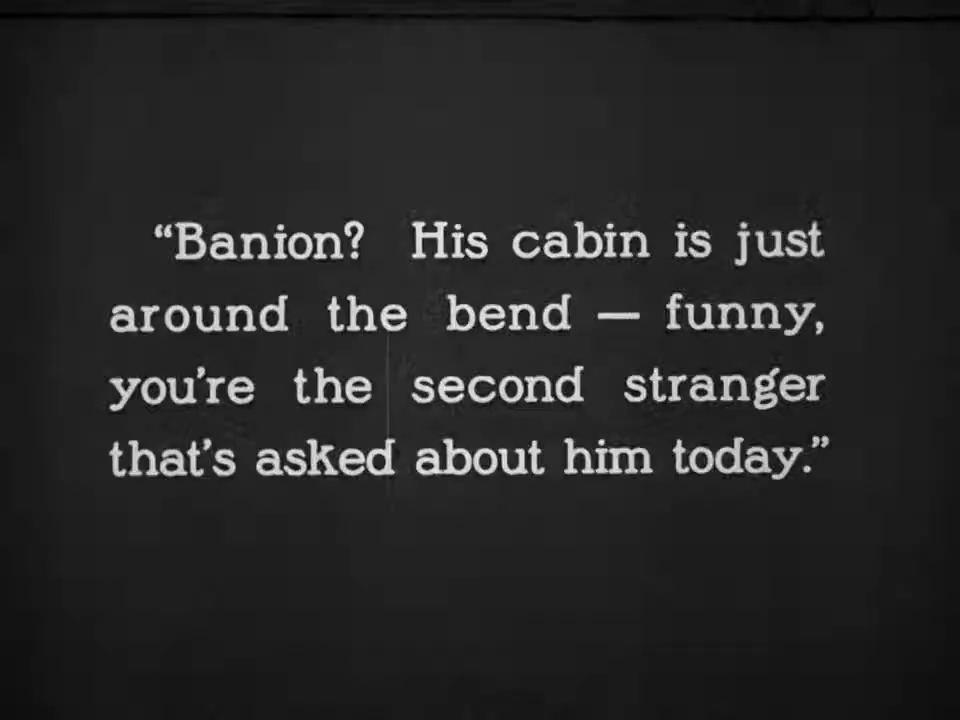 “Banion? His cabin is just
around the bend — funny,
you’re the second stranger
that’s asked about him today.”